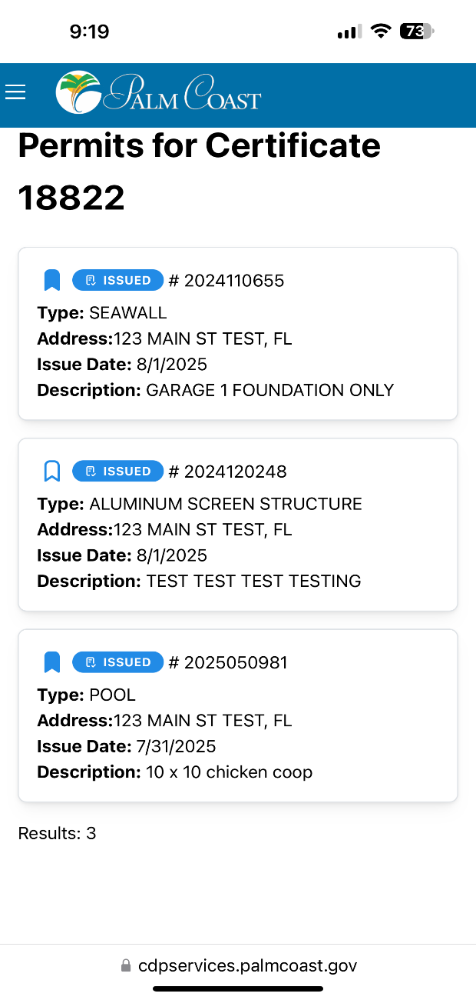 9:19
73
PALM COAST
Permits for Certificate
18822
ISSUED # 2024110655
Type: SEAWALL
Address:123 MAIN ST TEST, FL
Issue Date: 8/1/2025
Description: GARAGE 1 FOUNDATION ONLY
ISSUED # 2024120248
Type: ALUMINUM SCREEN STRUCTURE
Address:123 MAIN ST TEST, FL
Issue Date: 8/1/2025
Description: TEST TEST TEST TESTING
ISSUED # 2025050981
Type: POOL
Address:123 MAIN ST TEST, FL
Issue Date: 7/31/2025
Description: 10 x 10 chicken coop
Results: 3
cdpservices.palmcoast.gov